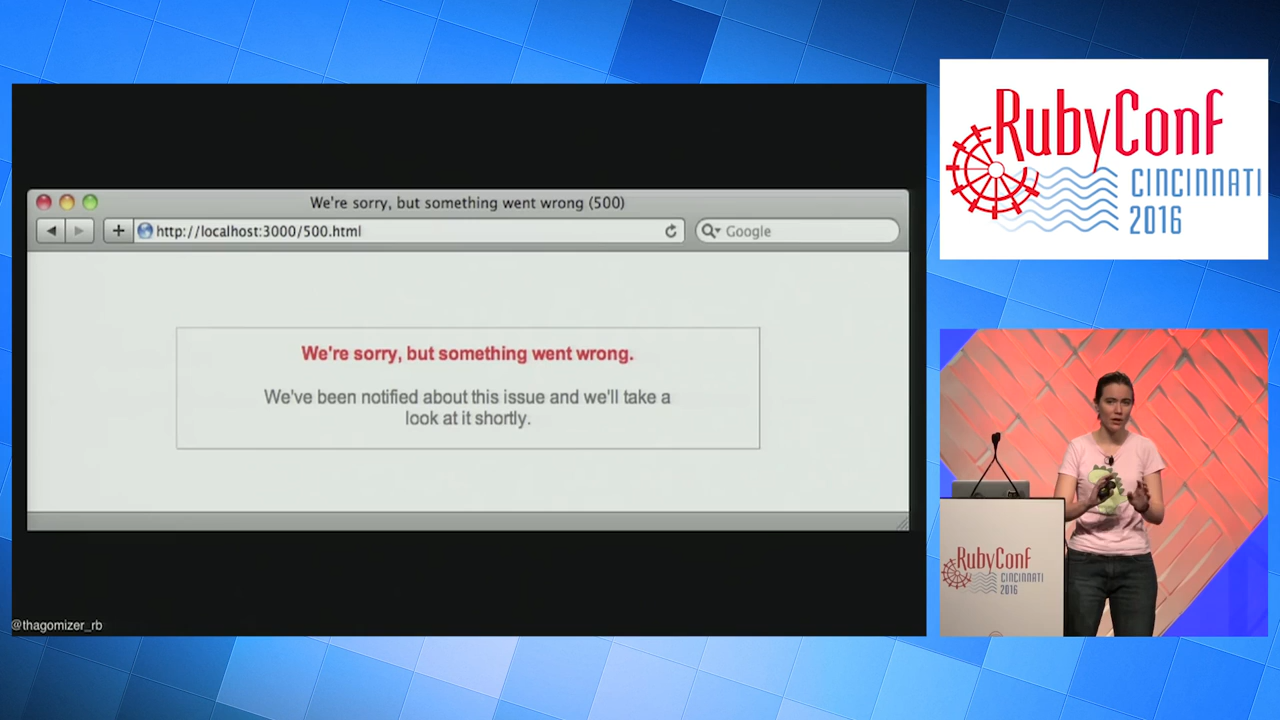 We're sorry, but something went wrong (500)
http://localhost:3000/500.html
Google
We're sorry, but something went wrong.
We've been notified about this issue and we'll take a
look at it shortly.
@thagomizer_rb
RubyConf
CINCINNATI
2016
RubyConf
CINCINNATI
2016